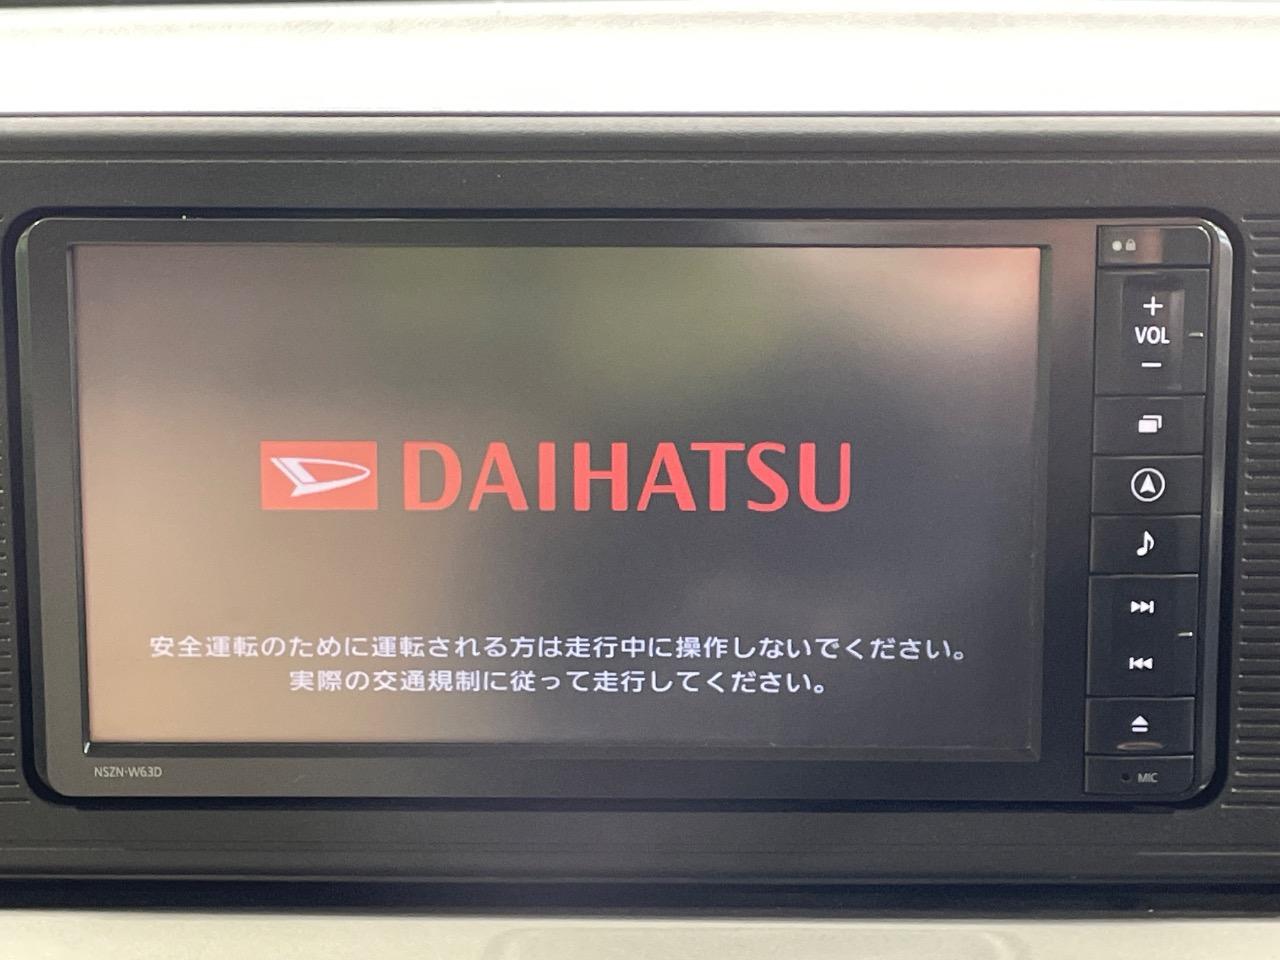 +
VOL
−
DAIHATSU
安全運転のために運転される方は走行中に操作しないでください。
実際の交通規制に従って走行してください。
NSZN-W63D
MIC